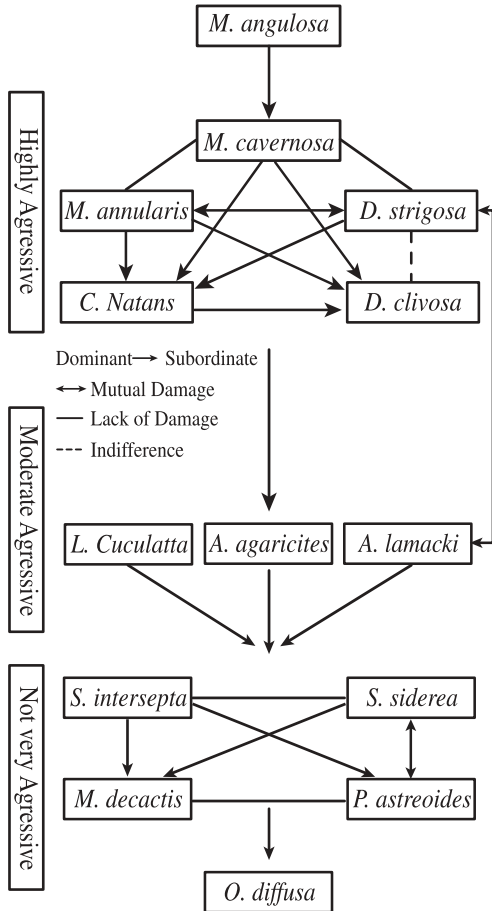 M. angulosa
Highly Agressive
M. cavernosa
M. annularis
D. strigosa
C. Natans
D. clivosa
Dominant → Subordinate
Mutual Damage
Lack of Damage
Indifference
Moderate Agressive
L. Cuculatta
A. agaricites
A. lamacki
Not very Agressive
S. intersepta
S. siderea
M. decactis
P. astreoides
O. diffusa